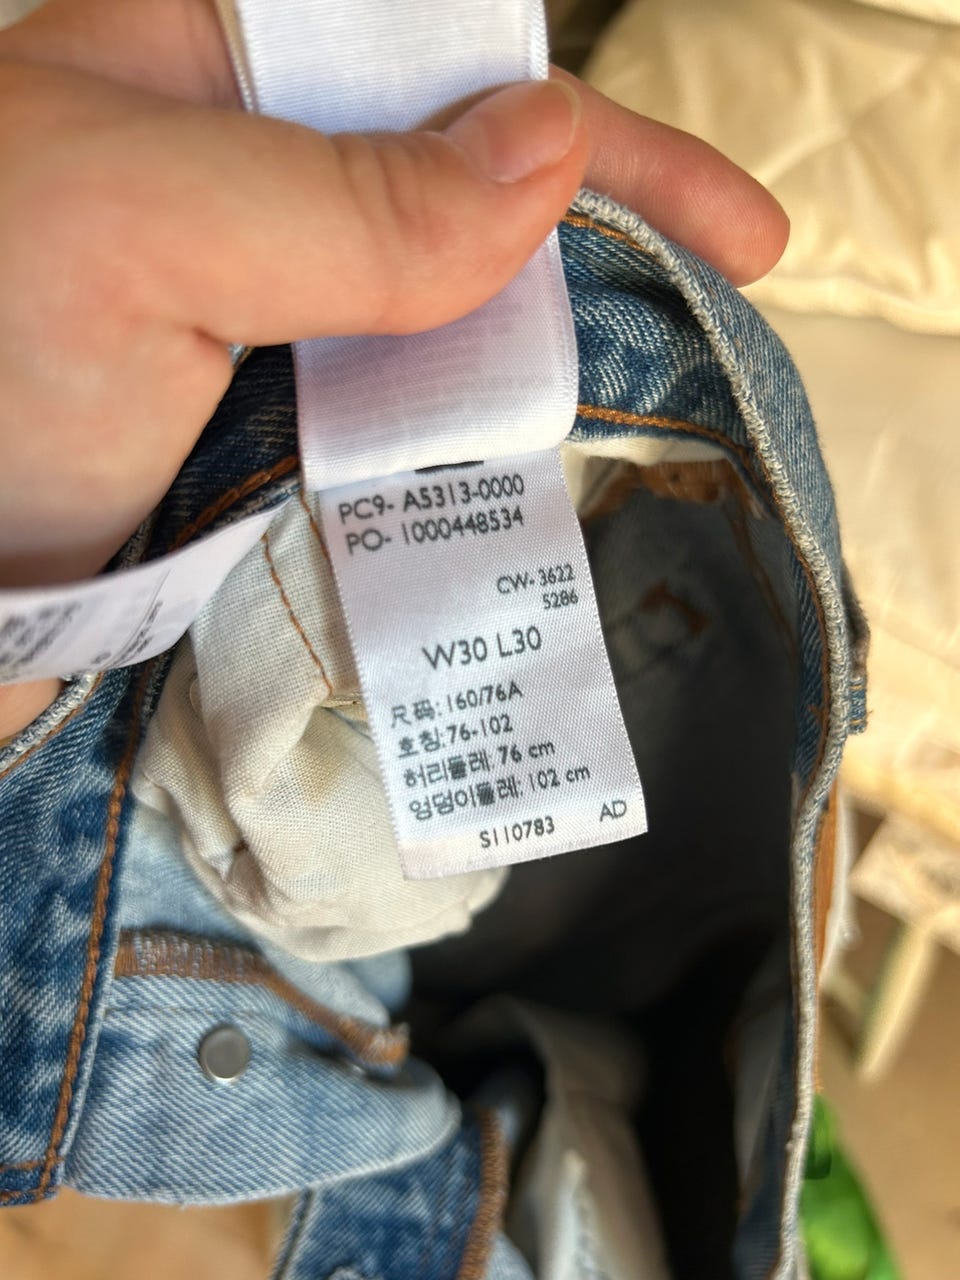 PC9- A5313-0000
PO- 1000448534
CW- 3622
5286
W30 L30
尺码: 160/76A
호칭: 76-102
허리둘레 76 cm
엉덩이둘레: 102 cm
S110783 AD